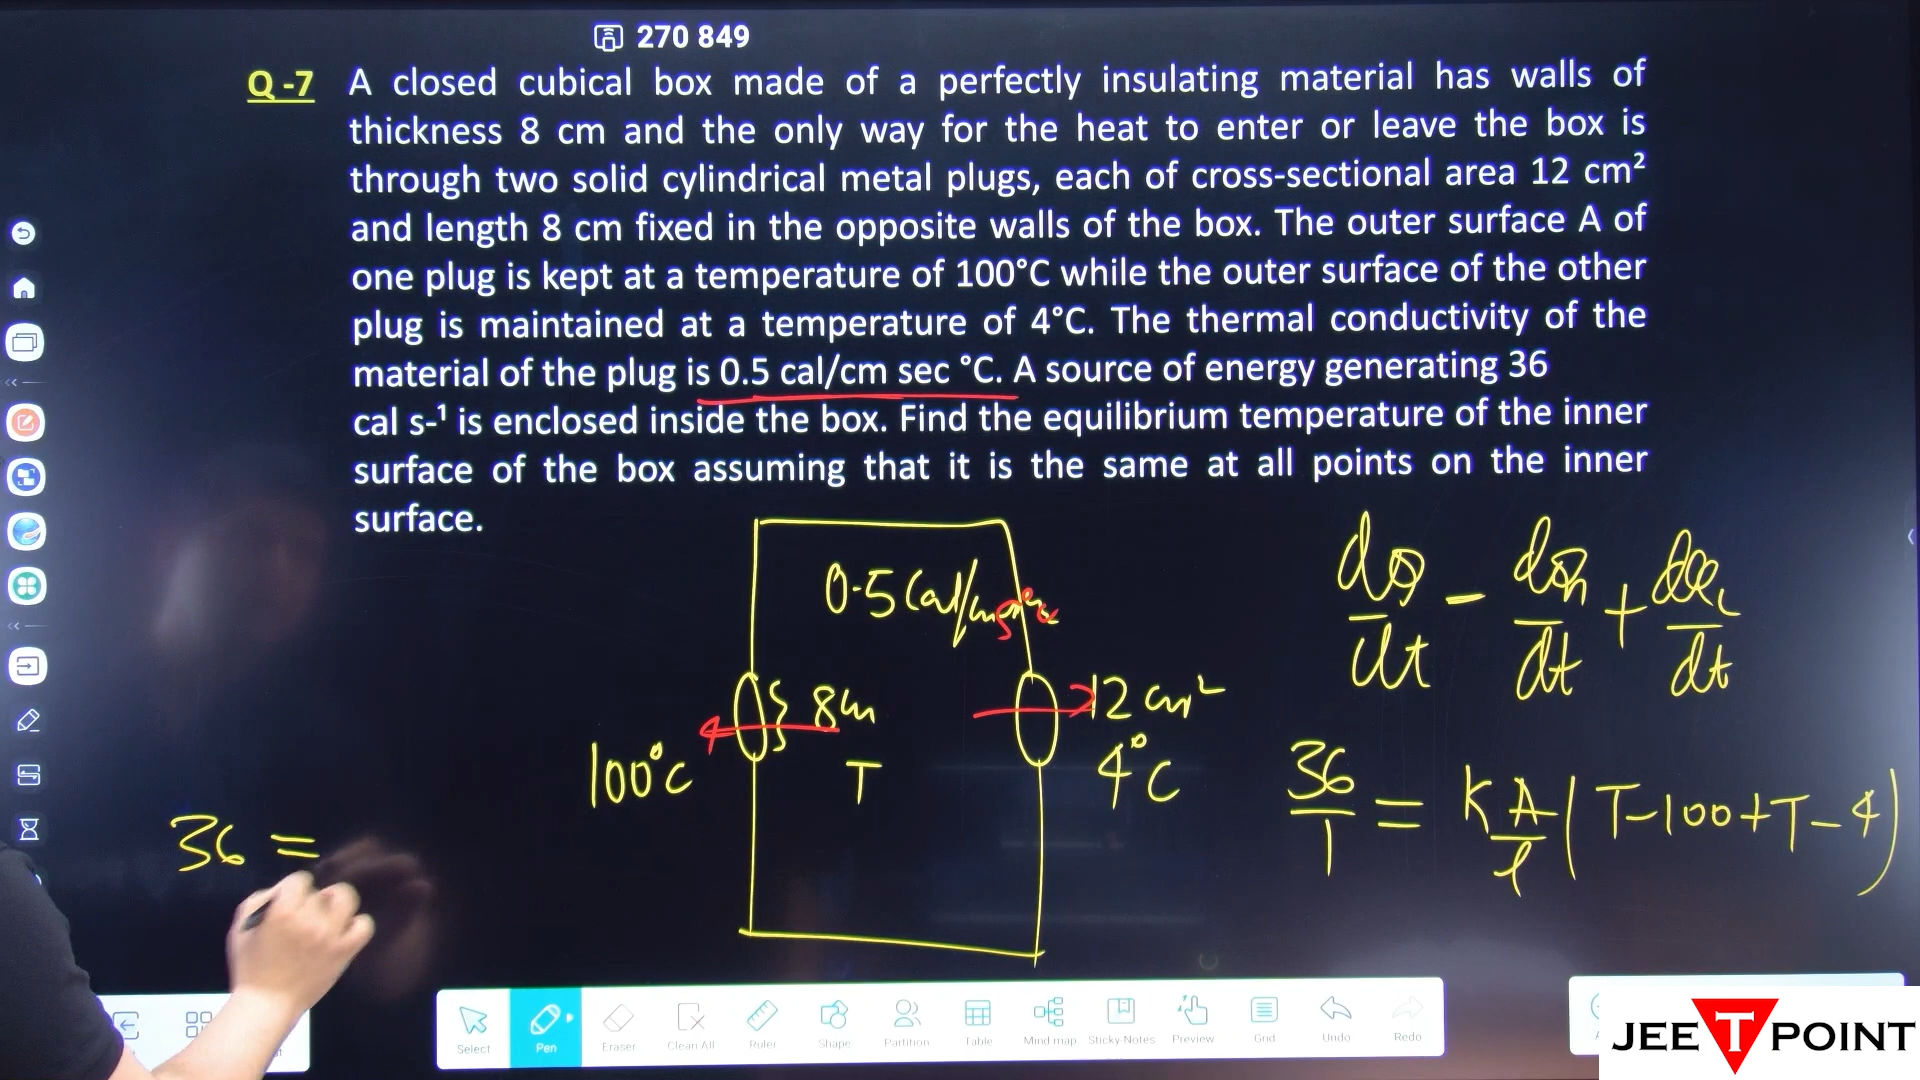 270 849
Q -7 A closed cubical box made of a perfectly insulating material has walls of
thickness 8 cm and the only way for the heat to enter or leave the box is
through two solid cylindrical metal plugs, each of cross-sectional area 12 cm²
and length 8 cm fixed in the opposite walls of the box. The outer surface A of
one plug is kept at a temperature of 100°C while the outer surface of the other
plug is maintained at a temperature of 4°C. The thermal conductivity of the
material of the plug is 0.5 cal/cm sec °C. A source of energy generating 36
cal s-¹ is enclosed inside the box. Find the equilibrium temperature of the inner
surface of the box assuming that it is the same at all points on the inner
surface.
8cm
12 cm²
100°C
T
4°C
36/1 = K A/l (T-100+T-4)
36 =
Select Pen Eraser Clean All Ruler Shape Partition Table Mind map Sticky-Notes Preview Grid Undo Redo
JEE T POINT